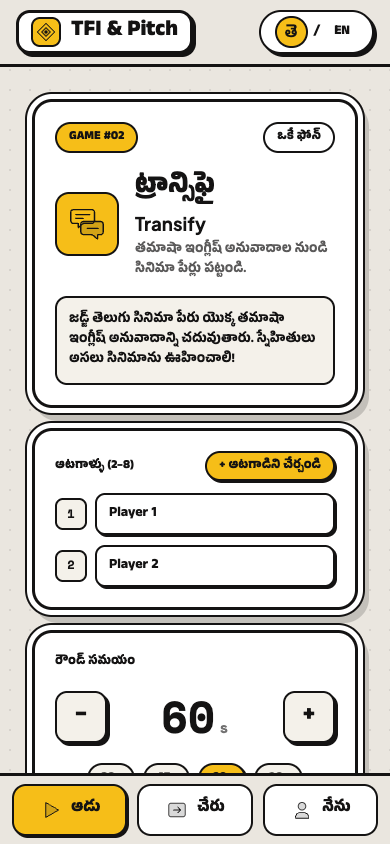 TFI & Pitch
తె / EN
GAME #02
ఒకే ఫోన్
ట్రాన్సిఫై
Transify
తమాషా ఇంగ్లీష్ అనువాదాల నుండి
సినిమా పేర్లు పట్టండి.
జడ్జ్ తెలుగు సినిమా పేరు యొక్క తమాషా
ఇంగ్లీష్ అనువాదాన్ని చదువుతారు. స్నేహితులు
అసలు సినిమాను ఊహించాలి!
ఆటగాళ్ళు (2–8)
+ ఆటగాడిని చేర్చండి
1
Player 1
2
Player 2
రౌండ్ సమయం
− 60 s +
ఆడు
చేరు
నేను